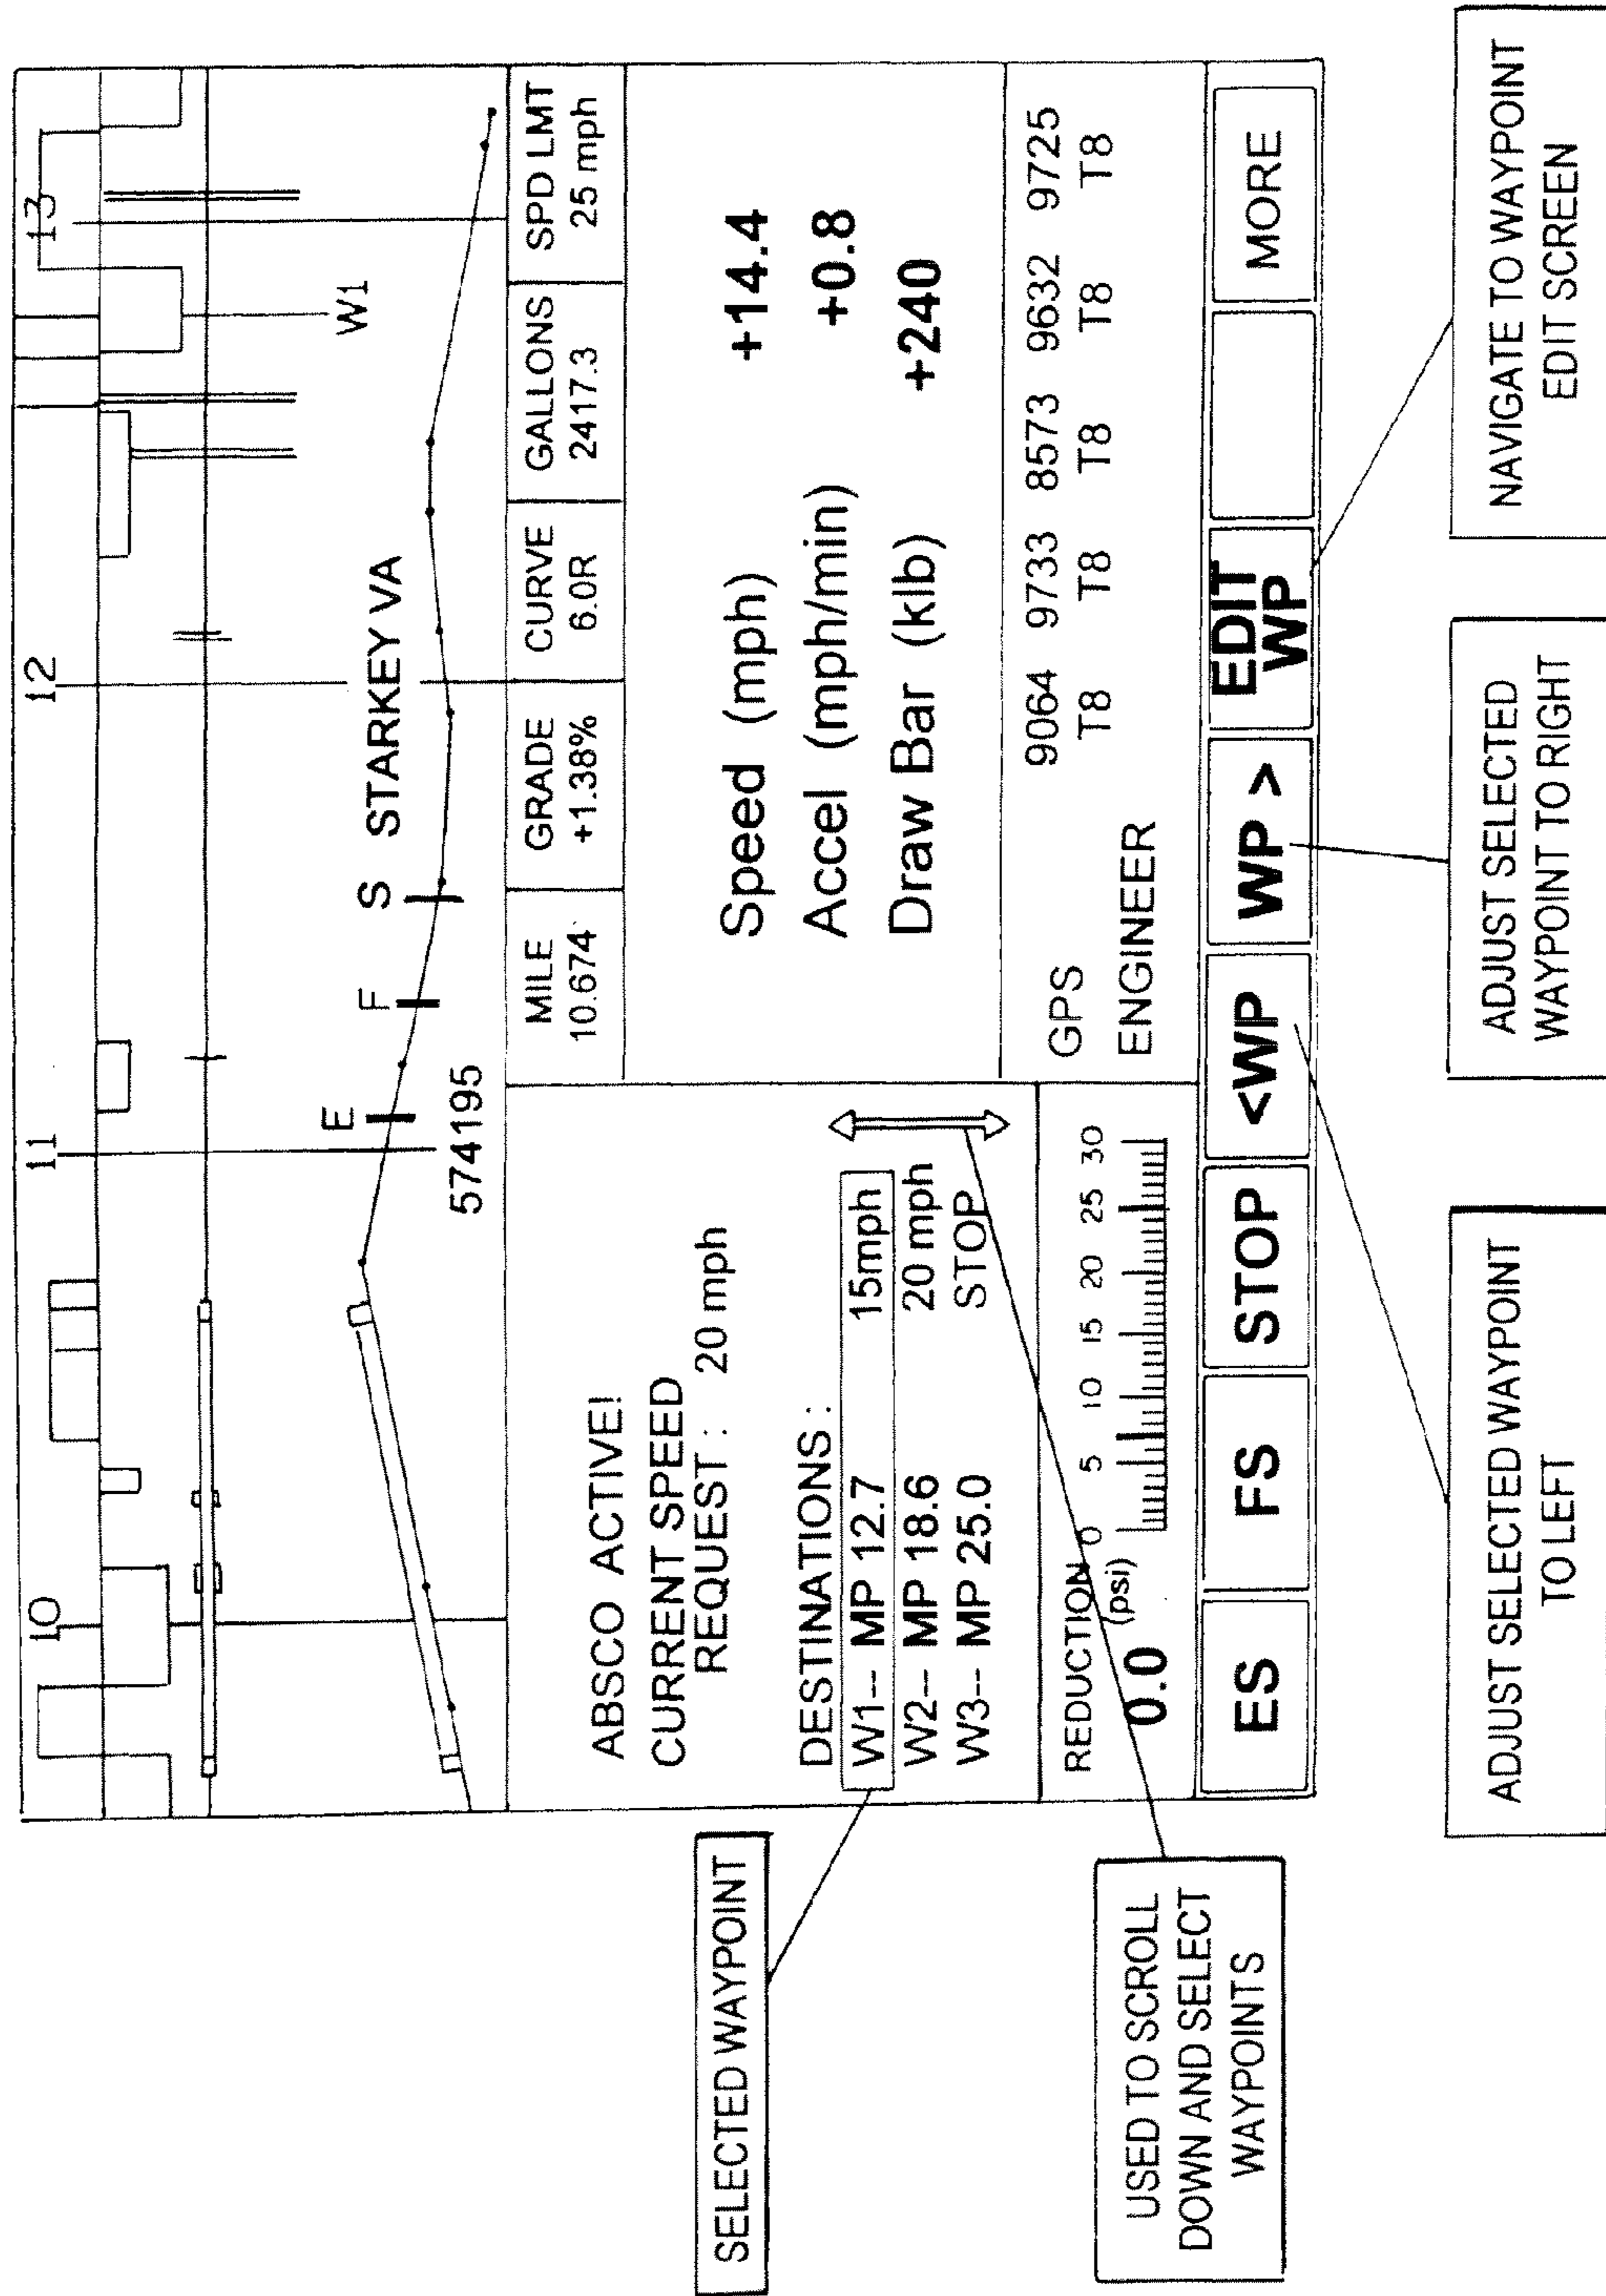 10 11 12 13
W1
E F S STARKEY VA
574195
MILE GRADE CURVE GALLONS SPD LMT
10.674 +1.38% 6.0R 2417.3 25 mph
ABSCO ACTIVE!
CURRENT SPEED
REQUEST : 20 mph
DESTINATIONS :
W1-- MP 12.7 15mph
W2-- MP 18.6 20 mph
W3-- MP 25.0 STOP
Speed (mph) +14.4
Accel (mph/min) +0.8
Draw Bar (klb) +240
REDUCTION
(psi)
0.0
0 5 10 15 20 25 30
GPS
ENGINEER
9064 9733 8573 9632 9725
T8 T8 T8 T8 T8
ES FS STOP <WP WP > EDIT WP MORE
SELECTED WAYPOINT
USED TO SCROLL
DOWN AND SELECT
WAYPOINTS
ADJUST SELECTED WAYPOINT
TO LEFT
ADJUST SELECTED
WAYPOINT TO RIGHT
NAVIGATE TO WAYPOINT
EDIT SCREEN